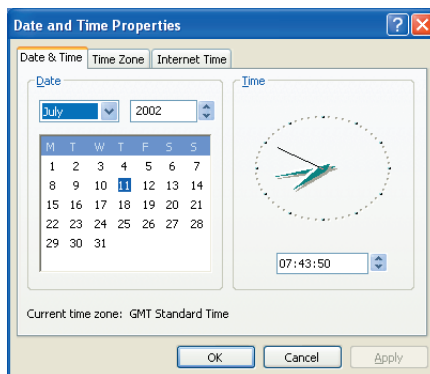 Date and Time Properties
Date & Time Time Zone Internet Time
Date
July 2002
M T W T F S S
1 2 3 4 5 6 7
8 9 10 11 12 13 14
15 16 17 18 19 20 21
22 23 24 25 26 27 28
29 30 31
Time
07:43:50
Current time zone: GMT Standard Time
OK Cancel Apply